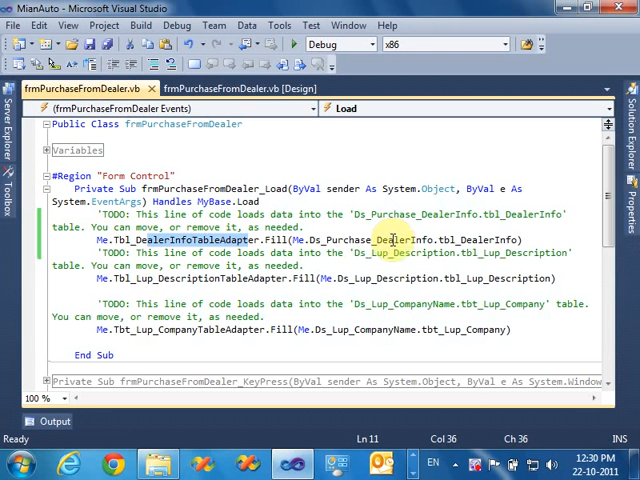 MianAuto - Microsoft Visual Studio
File Edit View Project Build Debug Team Data Tools Test Window Help
Debug x86
frmPurchaseFromDealer.vb frmPurchaseFromDealer.vb [Design]
(frmPurchaseFromDealer Events) Load
Public Class frmPurchaseFromDealer
Variables
#Region "Form Control"
Private Sub frmPurchaseFromDealer_Load(ByVal sender As System.Object, ByVal e As
System.EventArgs) Handles MyBase.Load
'TODO: This line of code loads data into the 'Ds_Purchase_DealerInfo.tbl_DealerInfo'
table. You can move, or remove it, as needed.
Me.Tbl_DealerInfoTableAdapter.Fill(Me.Ds_Purchase_DealerInfo.tbl_DealerInfo)
'TODO: This line of code loads data into the 'Ds_Lup_Description.tbl_Lup_Description'
table. You can move, or remove it, as needed.
Me.Tbl_Lup_DescriptionTableAdapter.Fill(Me.Ds_Lup_Description.tbl_Lup_Description)
'TODO: This line of code loads data into the 'Ds_Lup_CompanyName.tbt_Lup_Company' table.
You can move, or remove it, as needed.
Me.Tbt_Lup_CompanyTableAdapter.Fill(Me.Ds_Lup_CompanyName.tbt_Lup_Company)
End Sub
Private Sub frmPurchaseFromDealer_KeyPress(ByVal sender As System.Object, ByVal e As System.Window
100 %
Output
Ready Ln 11 Col 36 Ch 36
EN 12:30 PM
22-10-2011
Server Explorer
Toolbox
Solution Explorer
Properties